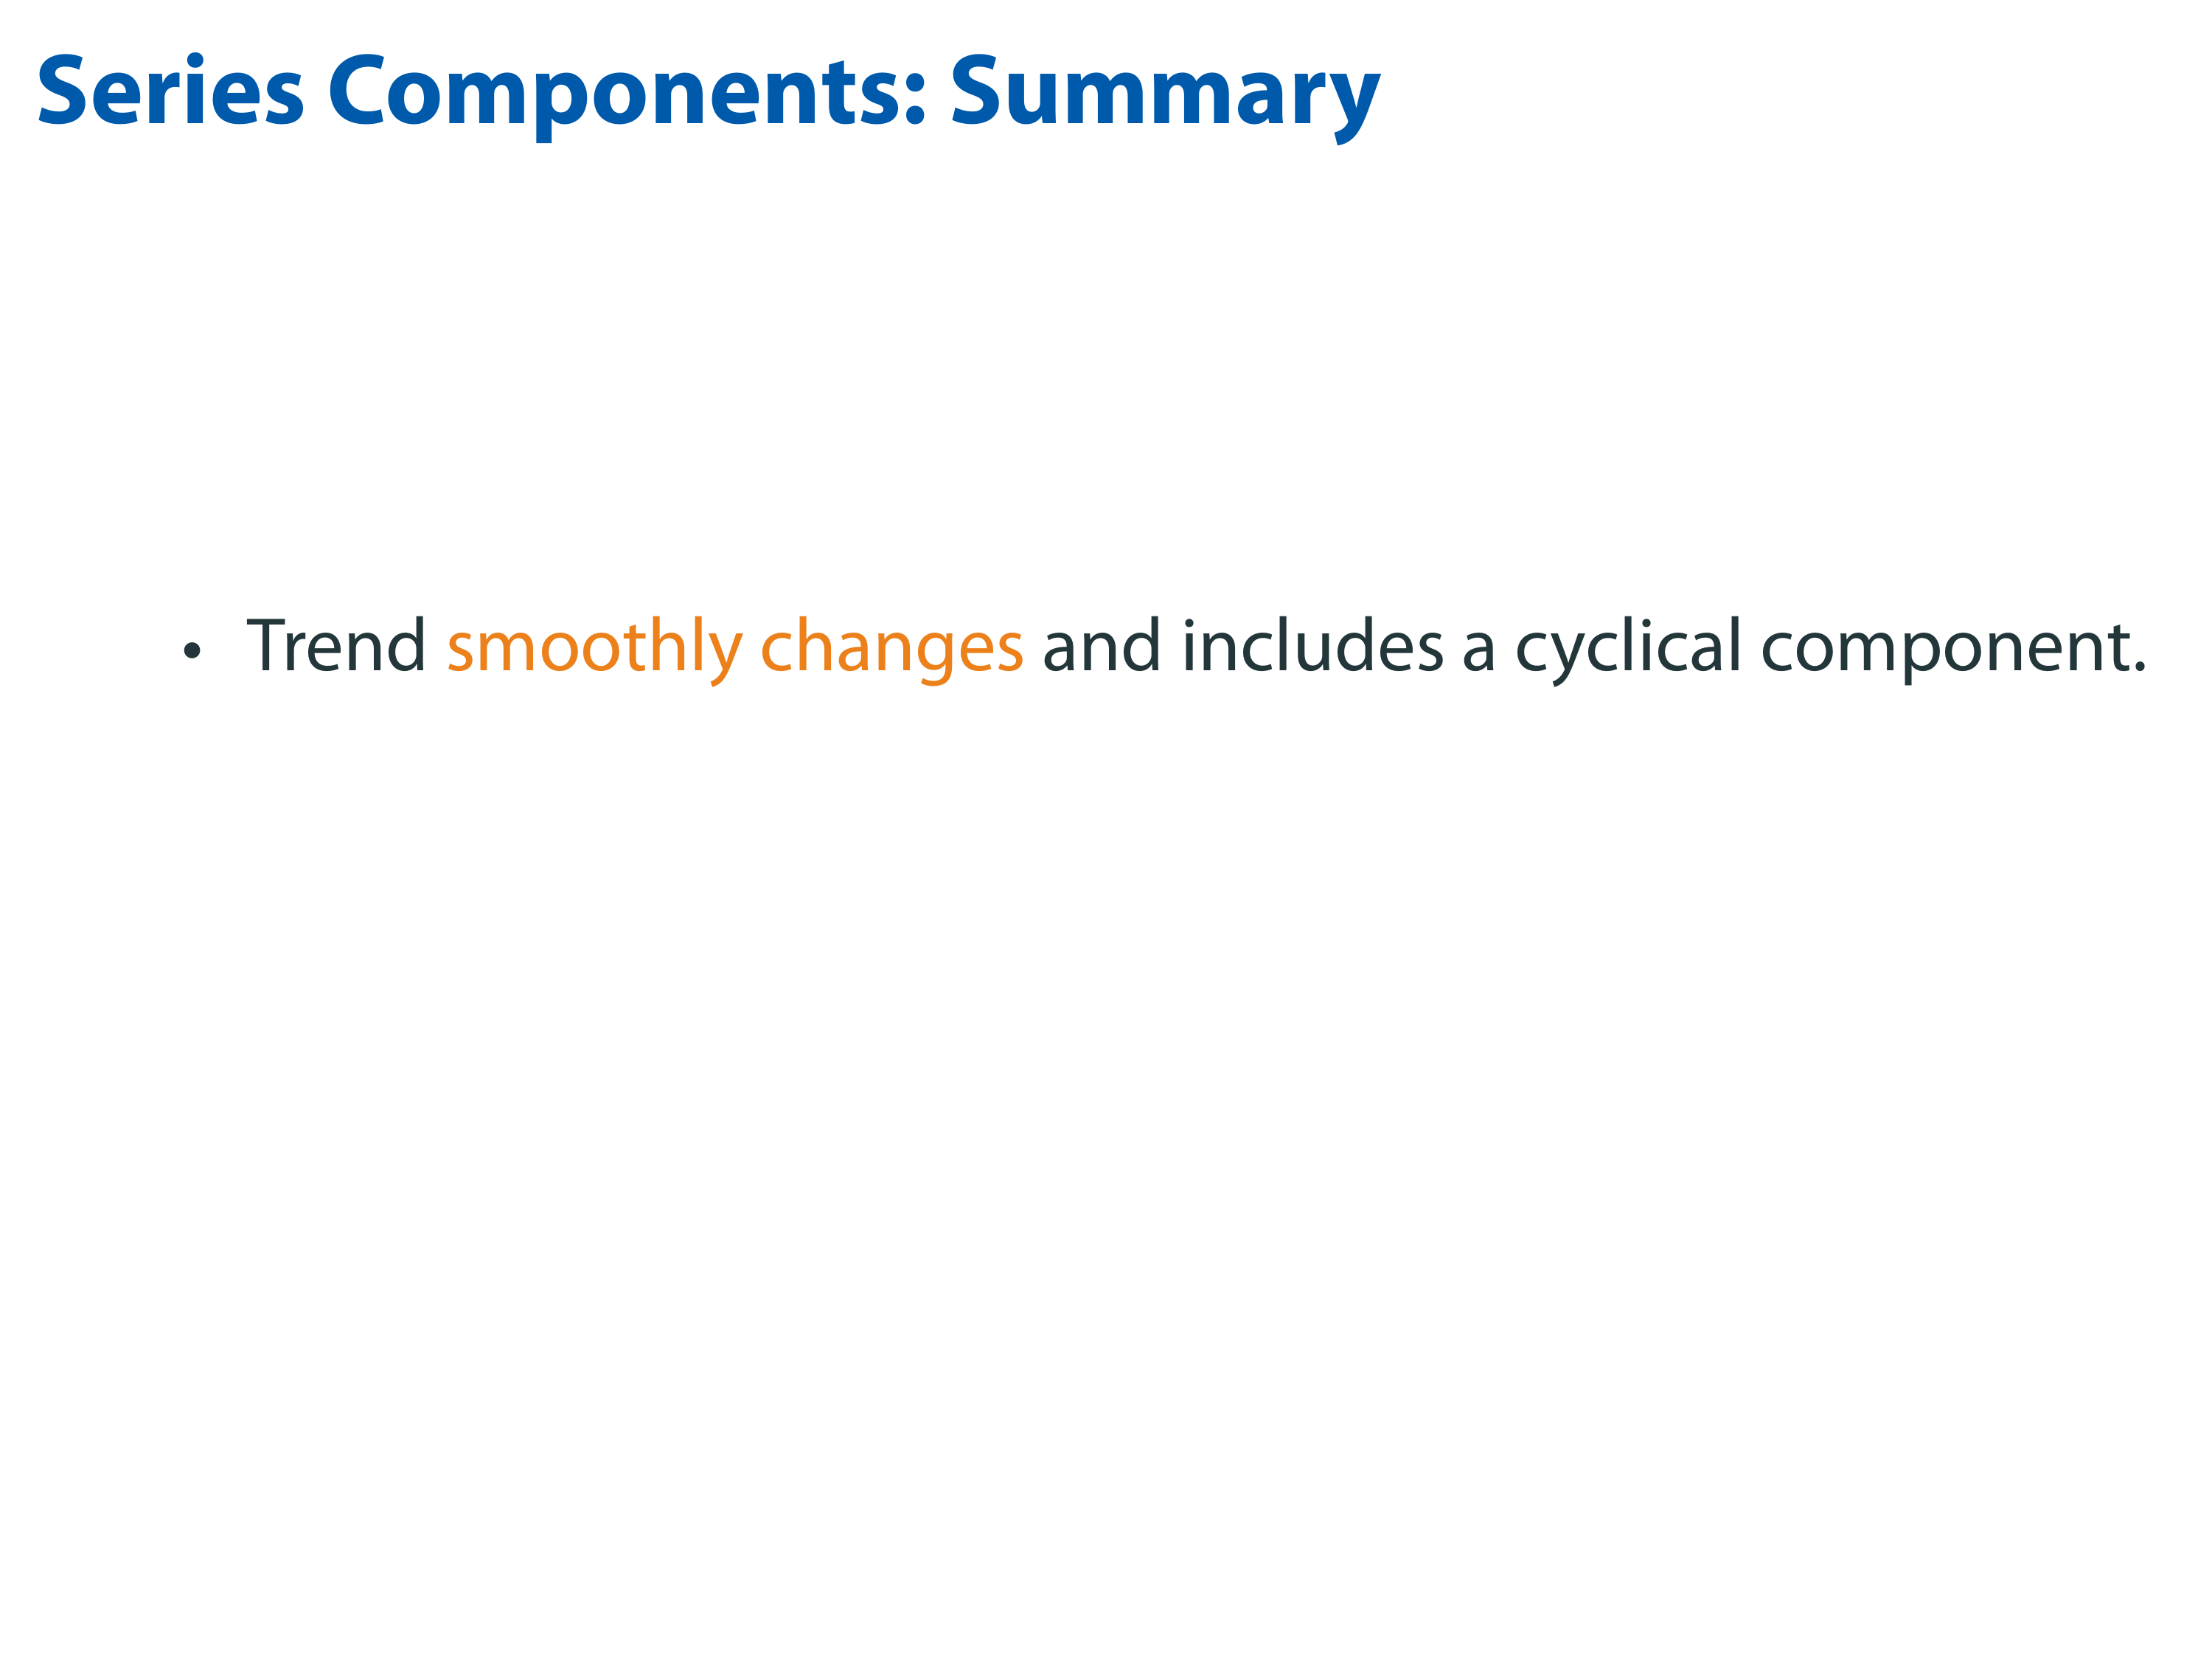 Series Components: Summary
• Trend smoothly changes and includes a cyclical component.